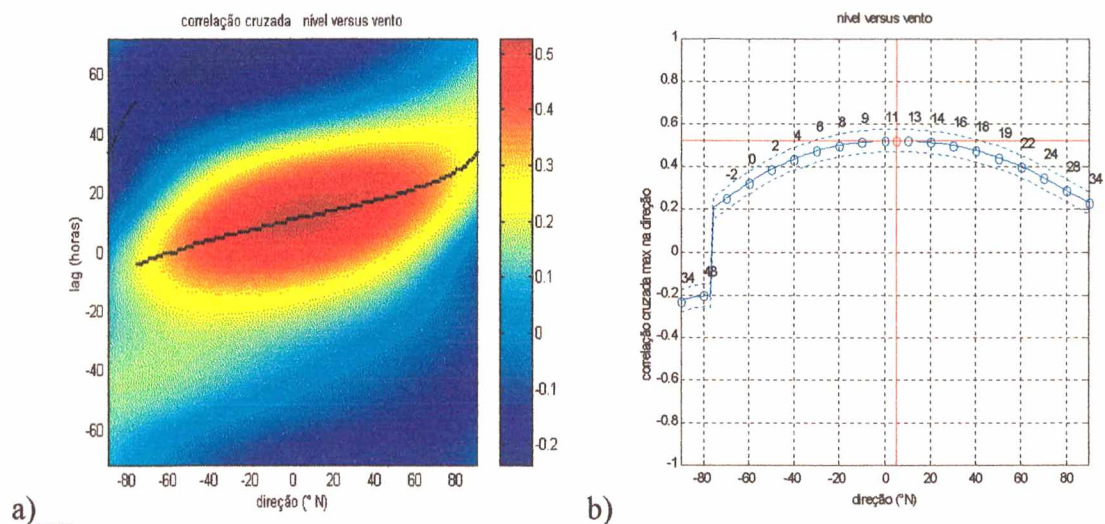 correlação cruzada nível versus vento
60
40
20
0
-20
-40
-60
lag (horas)
-80 -60 -40 -20 0 20 40 60 80
direção (° N)
0.5
0.4
0.3
0.2
0.1
0
-0.1
-0.2
a)
nível versus vento
1
0.8
0.6
0.4
0.2
0
-0.2
-0.4
-0.6
-0.8
-1
correlação cruzada max na direção
34 48 -2 0 2 4 6 8 9 11 13 14 16 18 19 22 24 28 34
-80 -60 -40 -20 0 20 40 60 80
direção (°N)
b)